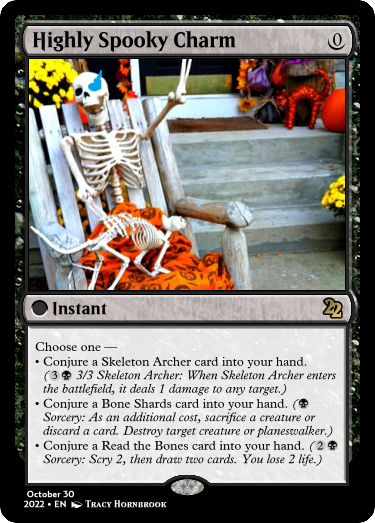 Highly Spooky Charm 0
Instant 22
Choose one —
• Conjure a Skeleton Archer card into your hand.
(3 3/3 Skeleton Archer: When Skeleton Archer enters
the battlefield, it deals 1 damage to any target.)
• Conjure a Bone Shards card into your hand. (
Sorcery: As an additional cost, sacrifice a creature or
discard a card. Destroy target creature or planeswalker.)
• Conjure a Read the Bones card into your hand. (2
Sorcery: Scry 2, then draw two cards. You lose 2 life.)
October 30
2022 • EN Tracy Hornbrook